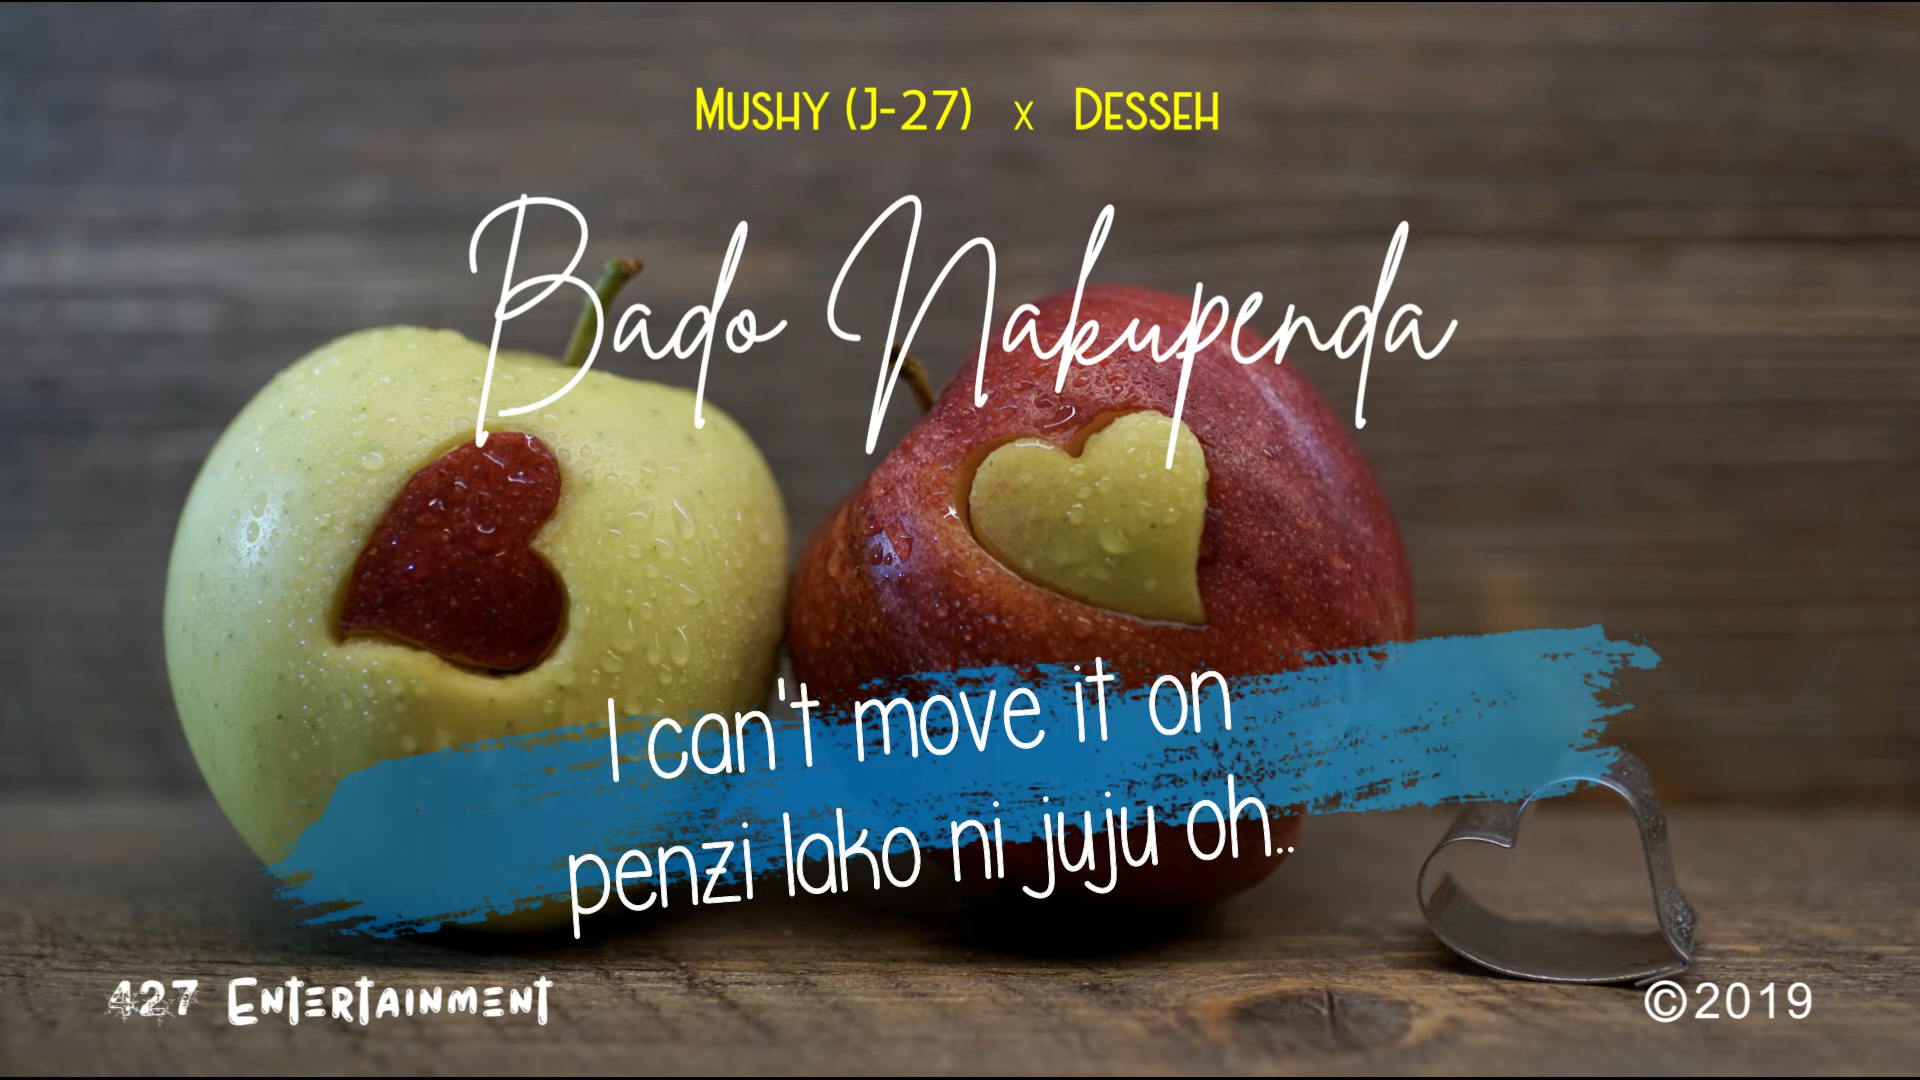 MUSHY (J-27) x DESSEH
Bado Nakupenda
I can't move it on
penzi lako ni juju oh..
427 ENTERTAINMENT
©2019